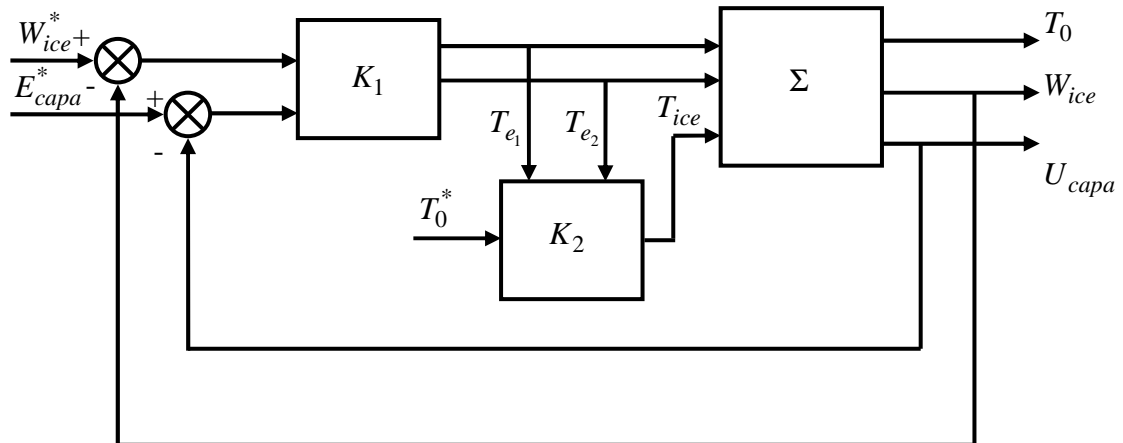 W*ice +
E*capa -
+
-
K1
Te1
Te2
Tice
Σ
T0
Wice
Ucapa
T*0
K2